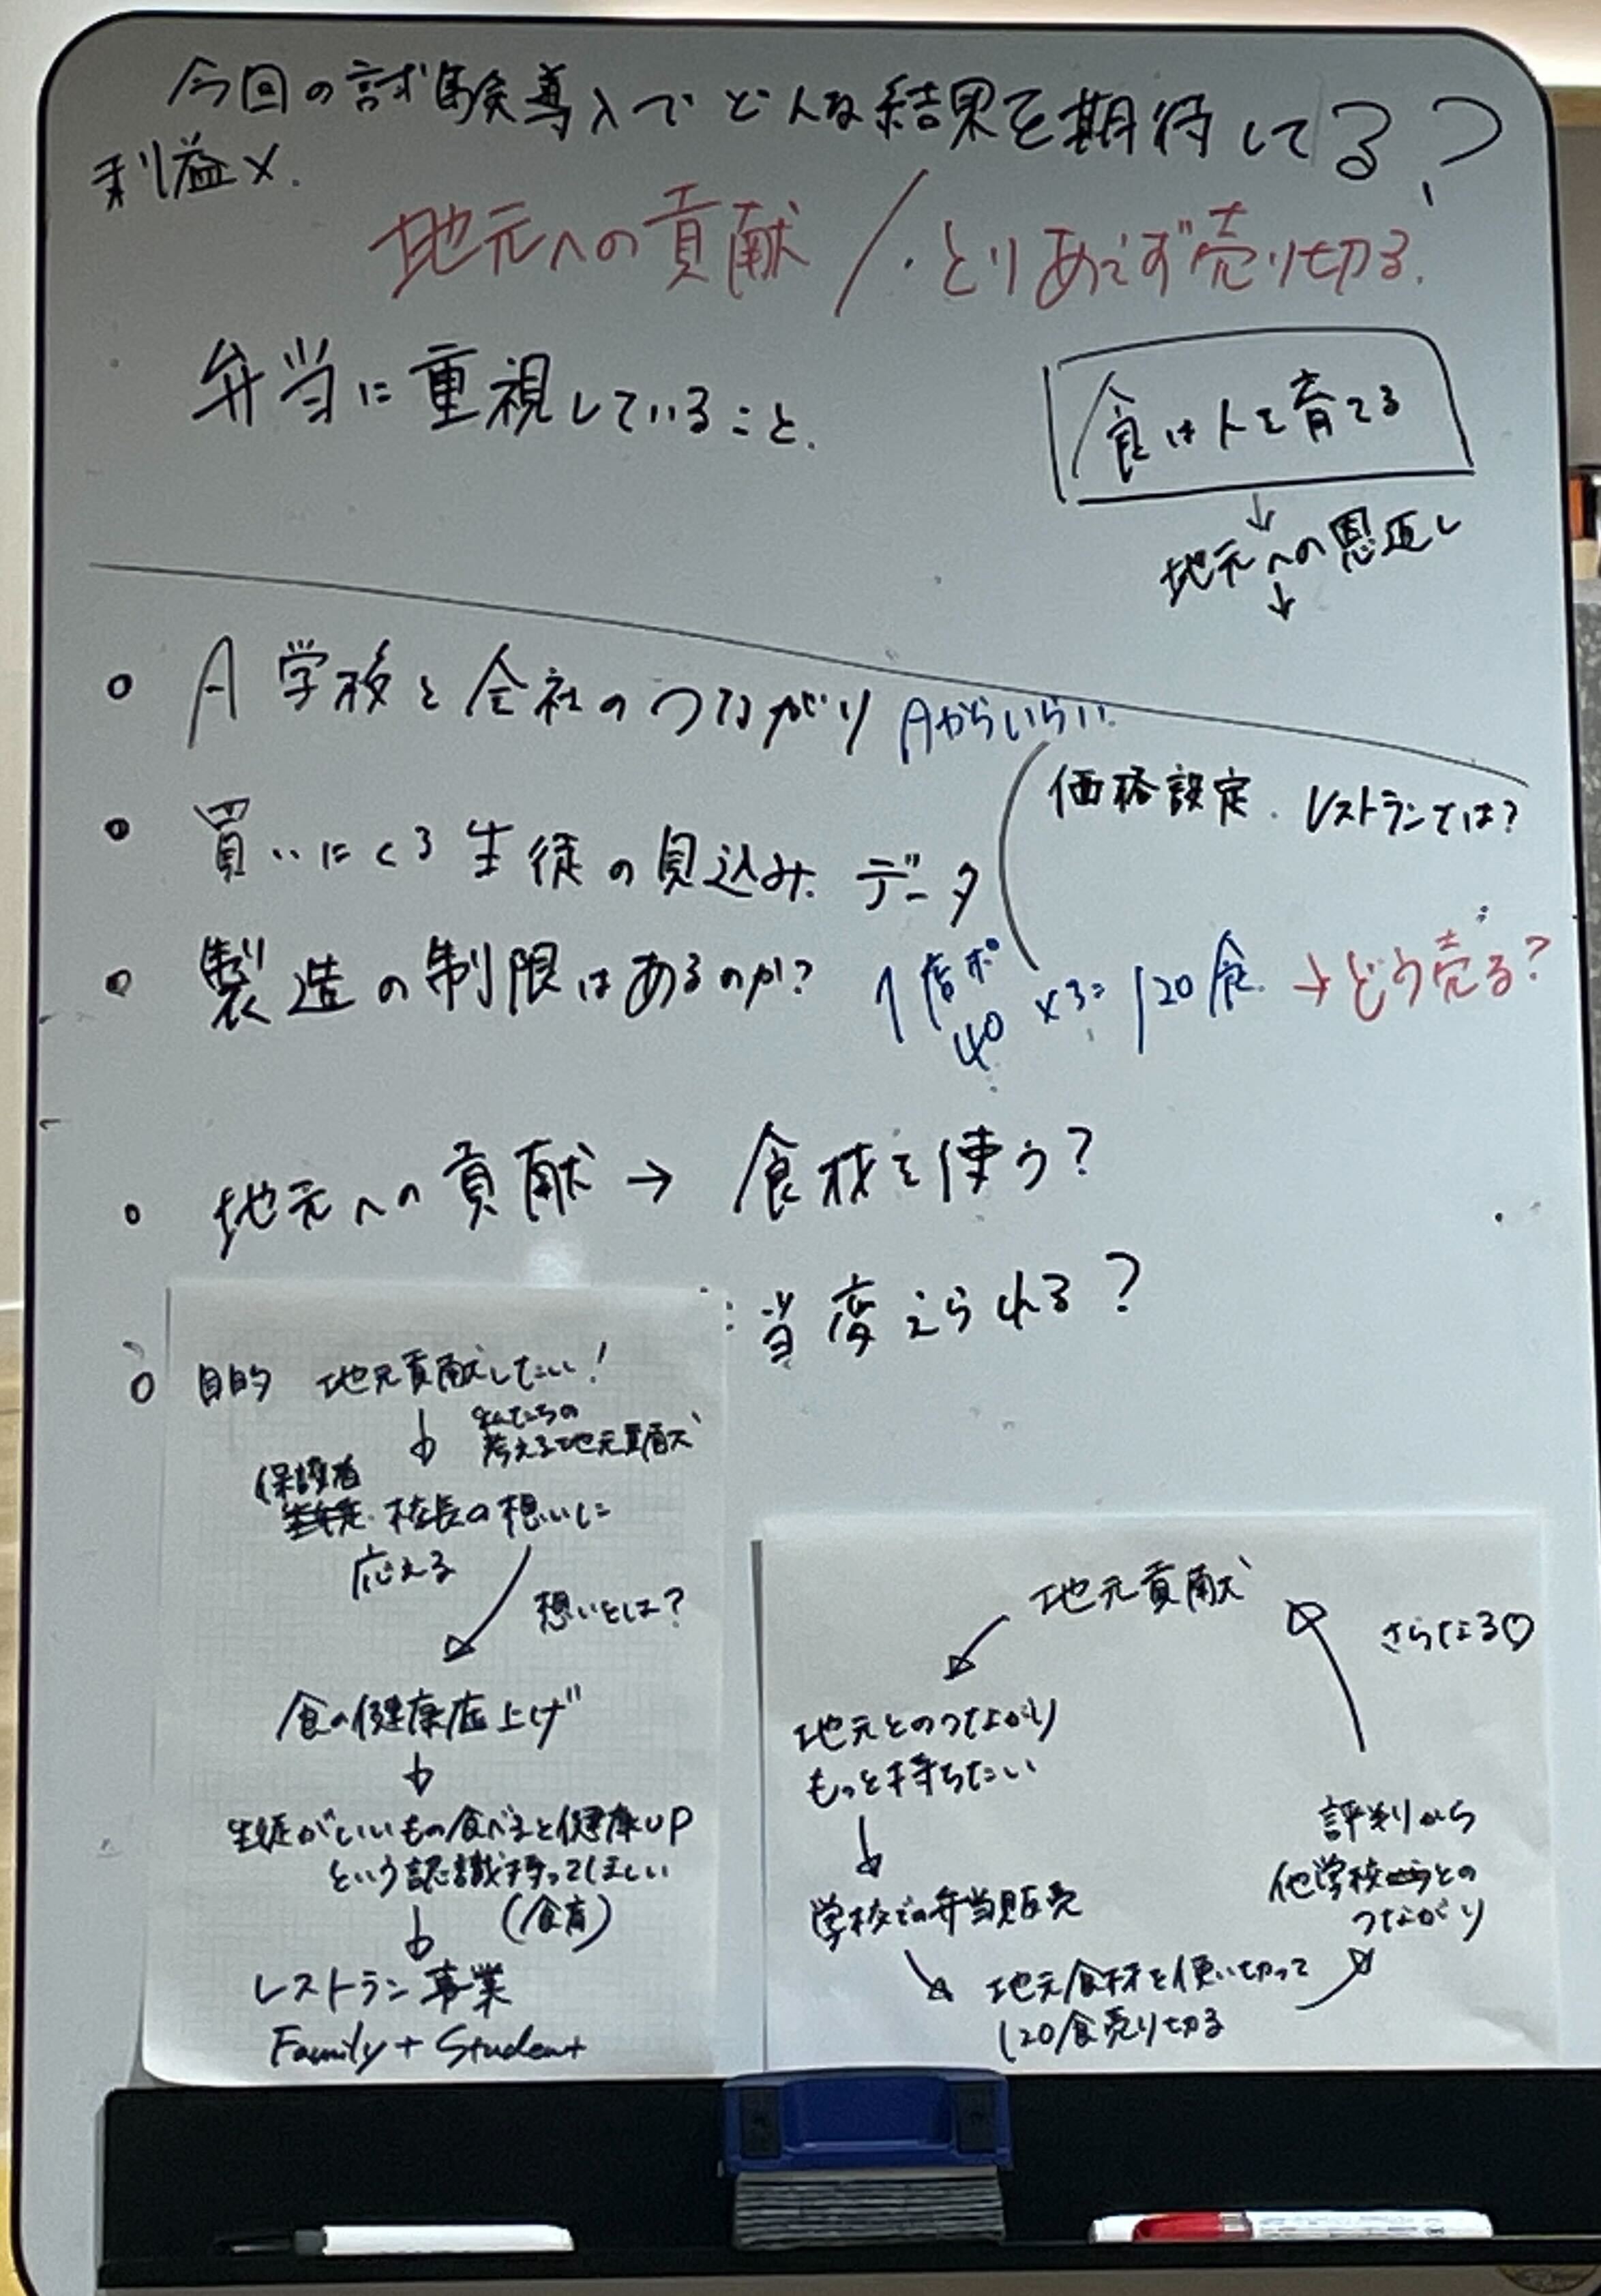 今回の試験導入でどんな結果を期待してる?
利益×.
地元への貢献 / ・とりあえず売り切る.
弁当に重視していること.
食は人を育てる
↓
地元への恩返し
↓
○ A学校と会社のつながり Aからいらい
価格設定. レストランでは?
○ 買いにくる生徒の見込み. データ
○ 製造の制限はあるのか? 1店ポ 40 ×3= 120食. →どう売る?
○ 地元への貢献 → 食材を使う?
当変えられる?
○ 目的 地元貢献したい!
↓ 私たちの
考える地元貢献
保護者
校長の想いに
応える
想いとは?
食の健康底上げ
↓
生徒がいいもの食べると健康UP
という認識持ってほしい
↓ (食育)
レストラン事業
Family + Student
地元貢献
さらなる♡
地元とのつながり
もっと持ちたい
↓
学校での弁当販売
地元食材を使い切って
120食売り切る
評判から
他学校との
つながり